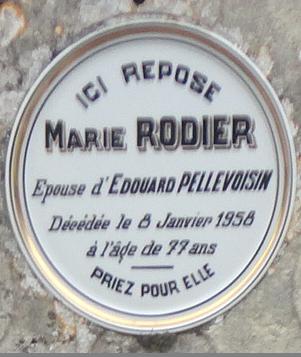 ICI REPOSE
MARIE RODIER
Epouse d'EDOUARD PELLEVOISIN
Décédée le 8 Janvier 1958
à l'âge de 77 ans
PRIEZ POUR ELLE